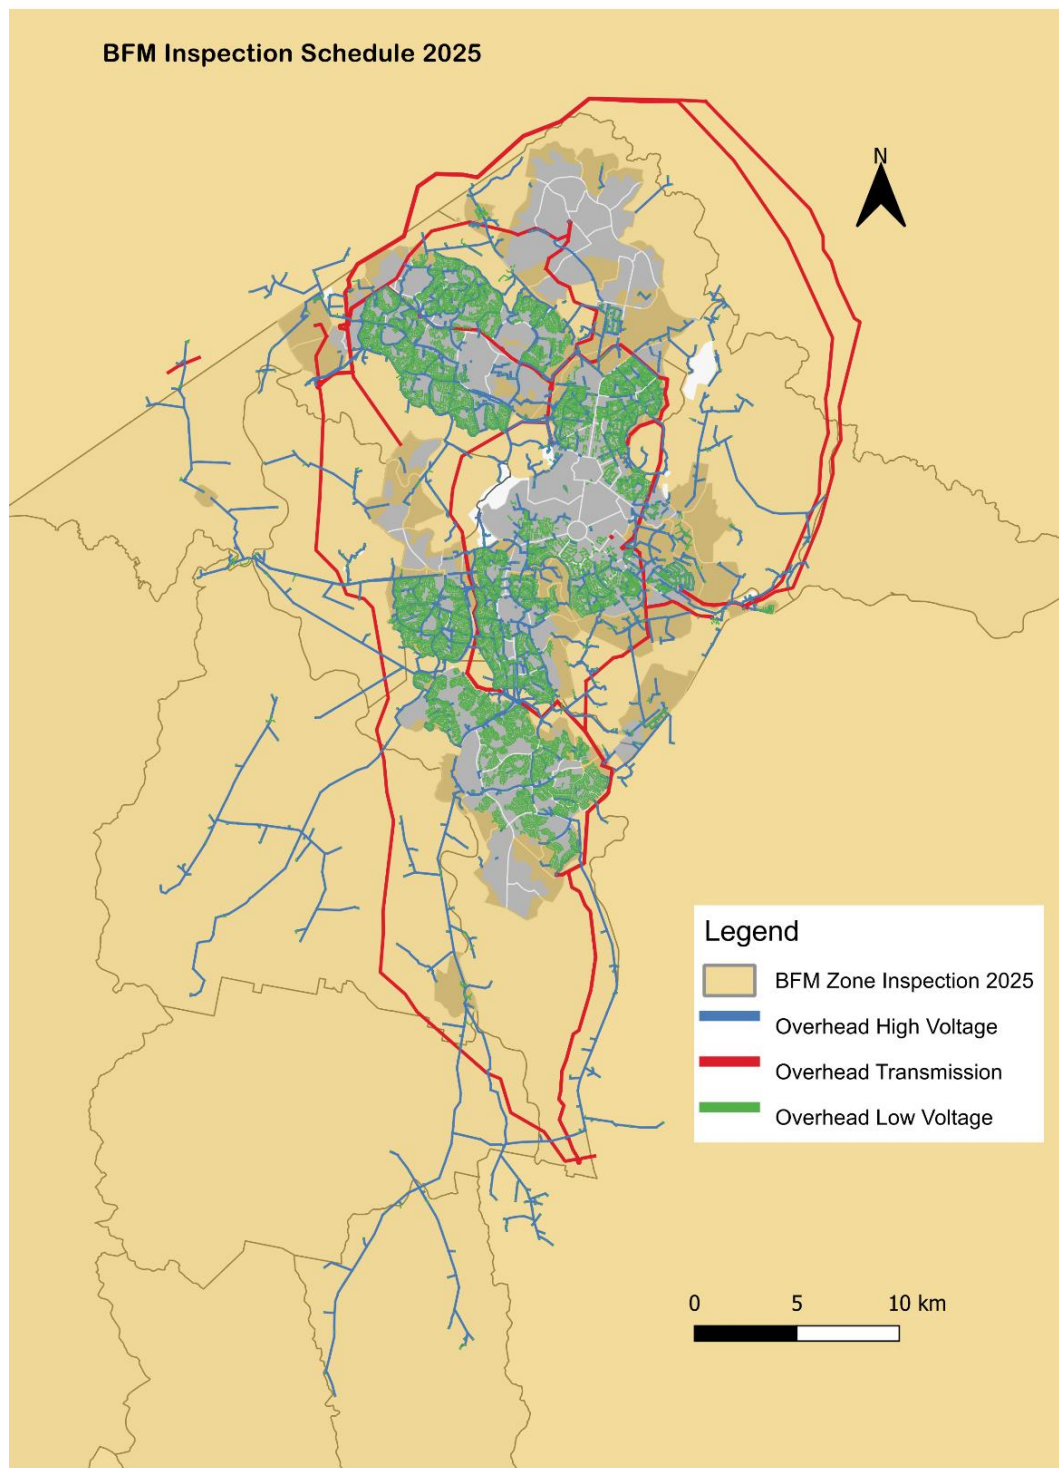 BFM Inspection Schedule 2025
N
Legend
BFM Zone Inspection 2025
Overhead High Voltage
Overhead Transmission
Overhead Low Voltage
0 5 10 km